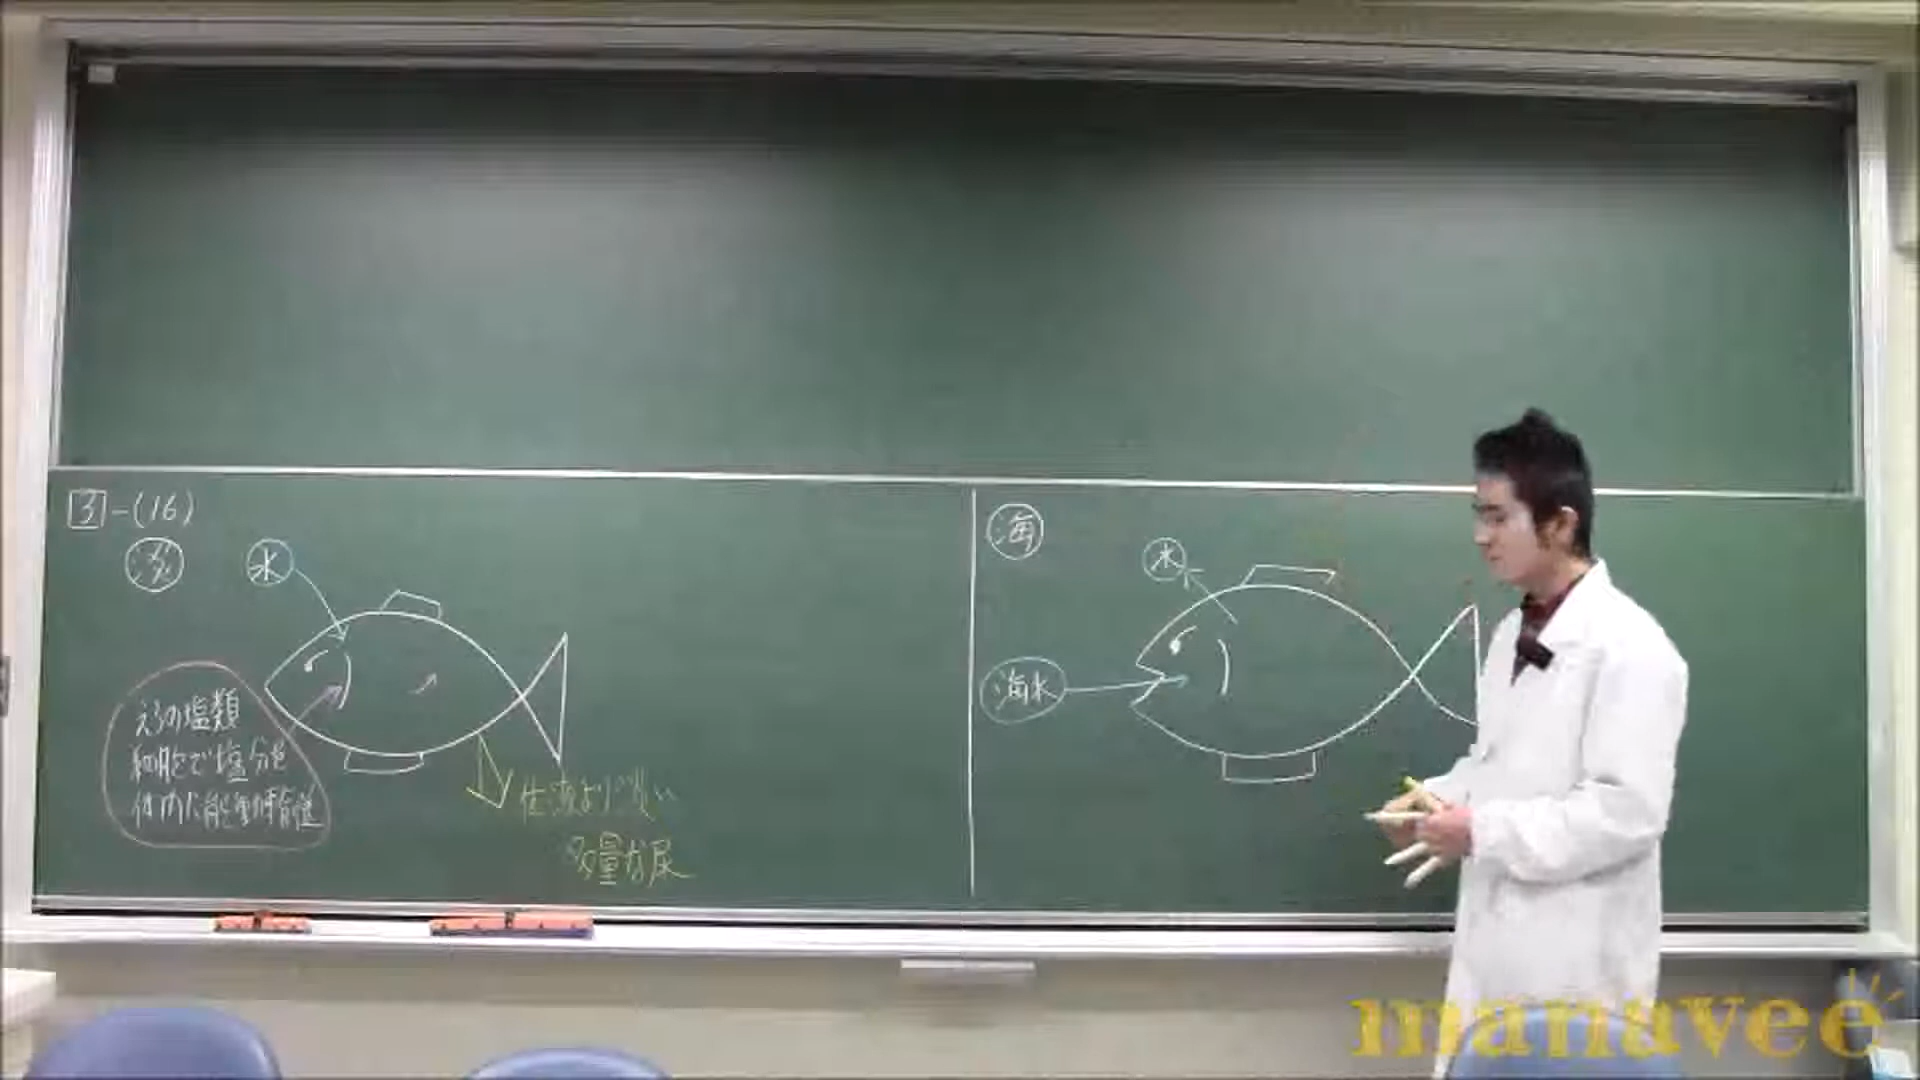 3-(16)
淡
水
えらの塩類
細胞で塩分を
体内に能動輸送
体液より淡い
多量な尿
海
水
海水
manavee